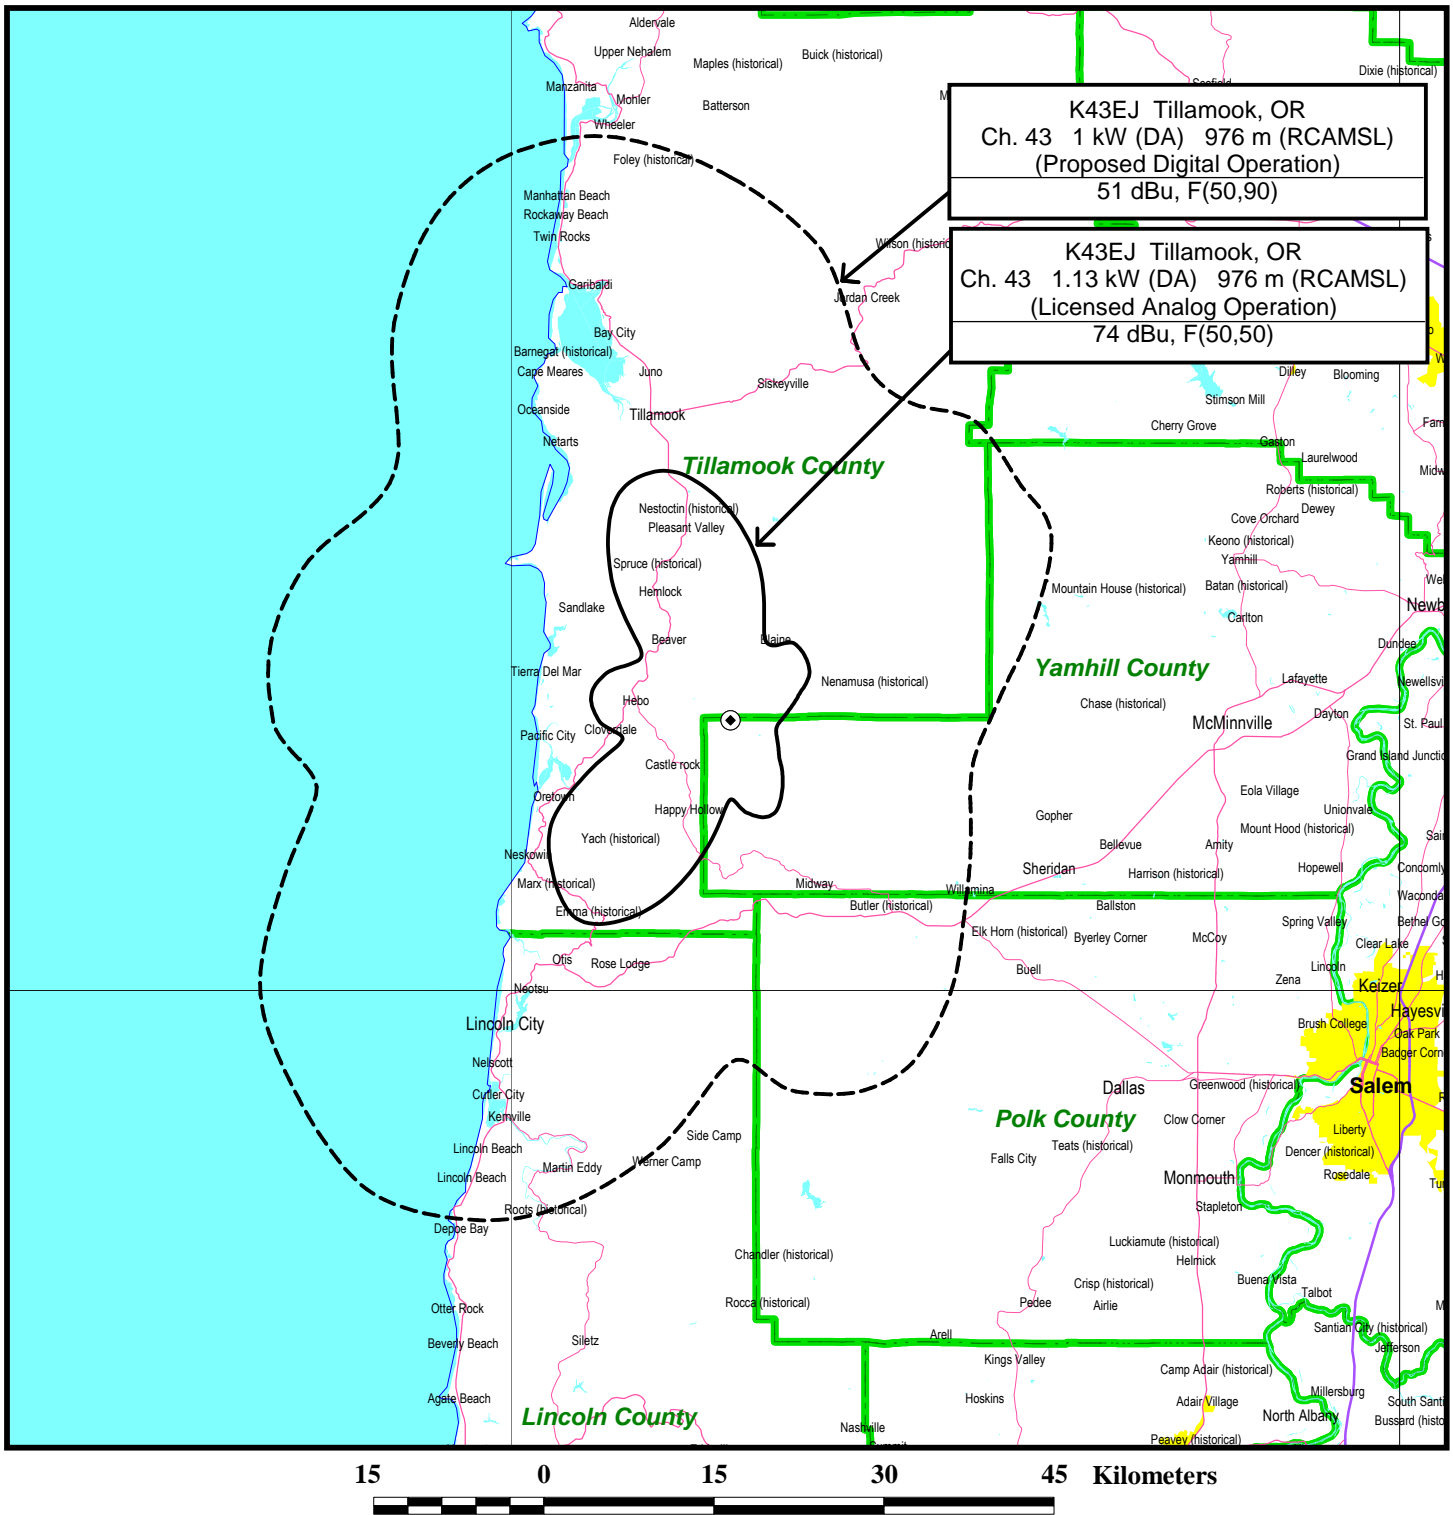 Aldervale
Upper Nehalem
Maples (historical)
Buick (historical)
Dixie (historical)
Manzanita
Mohler
Batterson
Wheeler
Foley (historical)
K43EJ Tillamook, OR
Ch. 43 1 kW (DA) 976 m (RCAMSL)
(Proposed Digital Operation)
51 dBu, F(50,90)
Manhattan Beach
Rockaway Beach
Twin Rocks
K43EJ Tillamook, OR
Ch. 43 1.13 kW (DA) 976 m (RCAMSL)
(Licensed Analog Operation)
74 dBu, F(50,50)
Garibaldi
Jordan Creek
Bay City
Barnegat (historical)
Cape Meares
Juno
Siskeyville
Dilley
Blooming
Stimson Mill
Oceanside
Tillamook
Cherry Grove
Netarts
Gaston
Laurelwood
Tillamook County
Roberts (historical)
Nestoctin (historical)
Dewey
Pleasant Valley
Cove Orchard
Keono (historical)
Yamhill
Spruce (historical)
Hemlock
Mountain House (historical)
Batan (historical)
Sandlake
Carlton
Beaver
Blaine
Dundee
Tierra Del Mar
Yamhill County
Nenamusa (historical)
Lafayette
Hebo
Chase (historical)
Dayton
Cloverdale
McMinnville
St. Paul
Pacific City
Castle rock
Oretown
Eola Village
Happy Hollow
Gopher
Unionvale
Mount Hood (historical)
Yach (historical)
Bellevue
Amity
Neskowin
Sheridan
Harrison (historical)
Hopewell
Marx (historical)
Midway
Willamina
Emma (historical)
Butler (historical)
Ballston
Spring Valley
Elk Horn (historical)
Byerley Corner
McCoy
Clear Lake
Otis
Rose Lodge
Buell
Lincoln
Zena
Neotsu
Keizer
Lincoln City
Brush College
Oak Park
Nelscott
Cutler City
Dallas
Greenwood (historical)
Salem
Kernville
Polk County
Clow Corner
Side Camp
Liberty
Lincoln Beach
Teats (historical)
Dencer (historical)
Martin Eddy
Werner Camp
Falls City
Lincoln Beach
Monmouth
Rosedale
Roots (historical)
Stapleton
Depoe Bay
Luckiamute (historical)
Chandler (historical)
Helmick
Crisp (historical)
Buena Vista
Talbot
Otter Rock
Rocca (historical)
Pedee
Airlie
Santian City (historical)
Beverly Beach
Siletz
Arell
Jefferson
Kings Valley
Camp Adair (historical)
Agate Beach
Hoskins
Adair Village
Millersburg
Lincoln County
North Albany
Nashville
Peavey (historical)
15 0 15 30 45 Kilometers